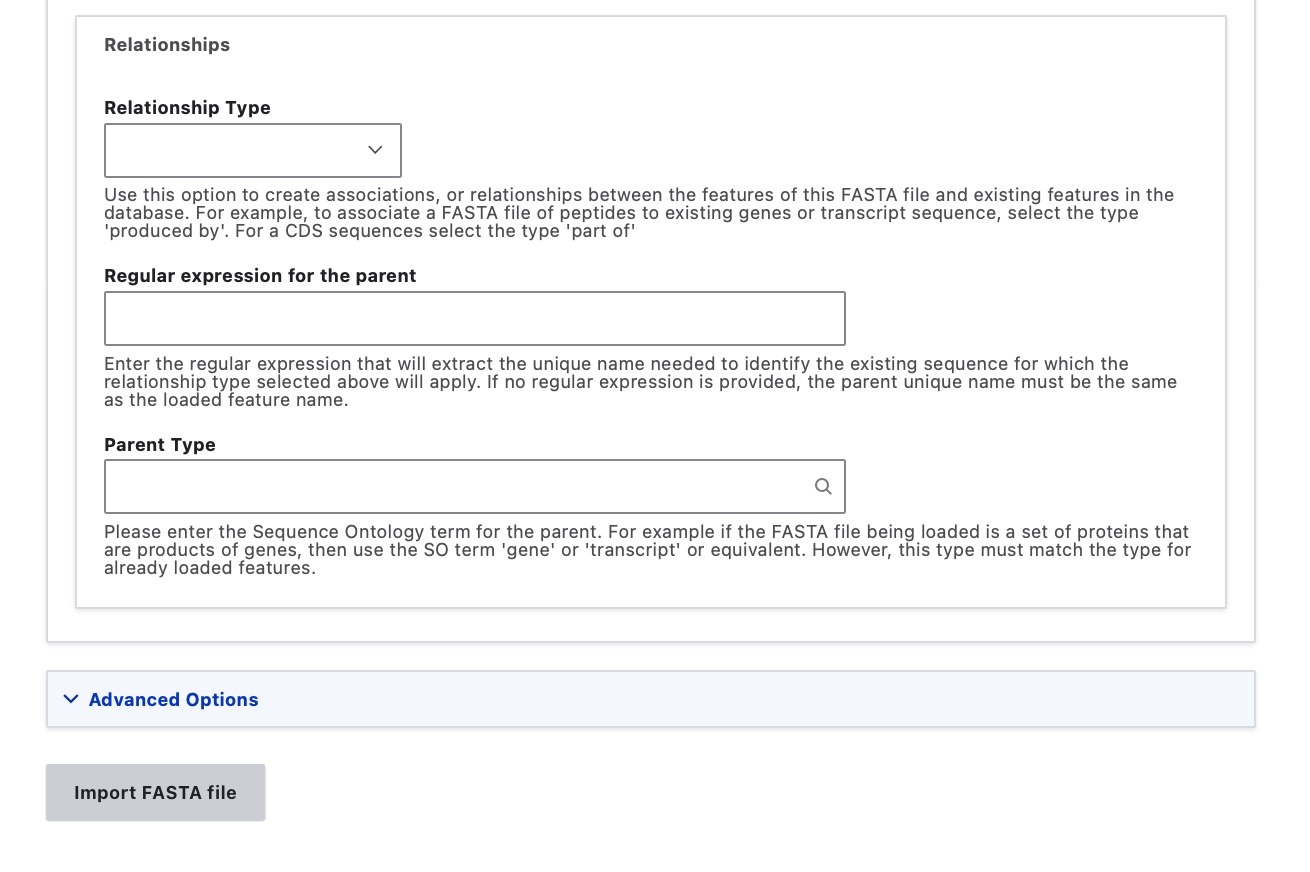 Relationships
Relationship Type
Use this option to create associations, or relationships between the features of this FASTA file and existing features in the
database. For example, to associate a FASTA file of peptides to existing genes or transcript sequence, select the type
'produced by'. For a CDS sequences select the type 'part of'
Regular expression for the parent
Enter the regular expression that will extract the unique name needed to identify the existing sequence for which the
relationship type selected above will apply. If no regular expression is provided, the parent unique name must be the same
as the loaded feature name.
Parent Type
Please enter the Sequence Ontology term for the parent. For example if the FASTA file being loaded is a set of proteins that
are products of genes, then use the SO term 'gene' or 'transcript' or equivalent. However, this type must match the type for
already loaded features.
Advanced Options
Import FASTA file